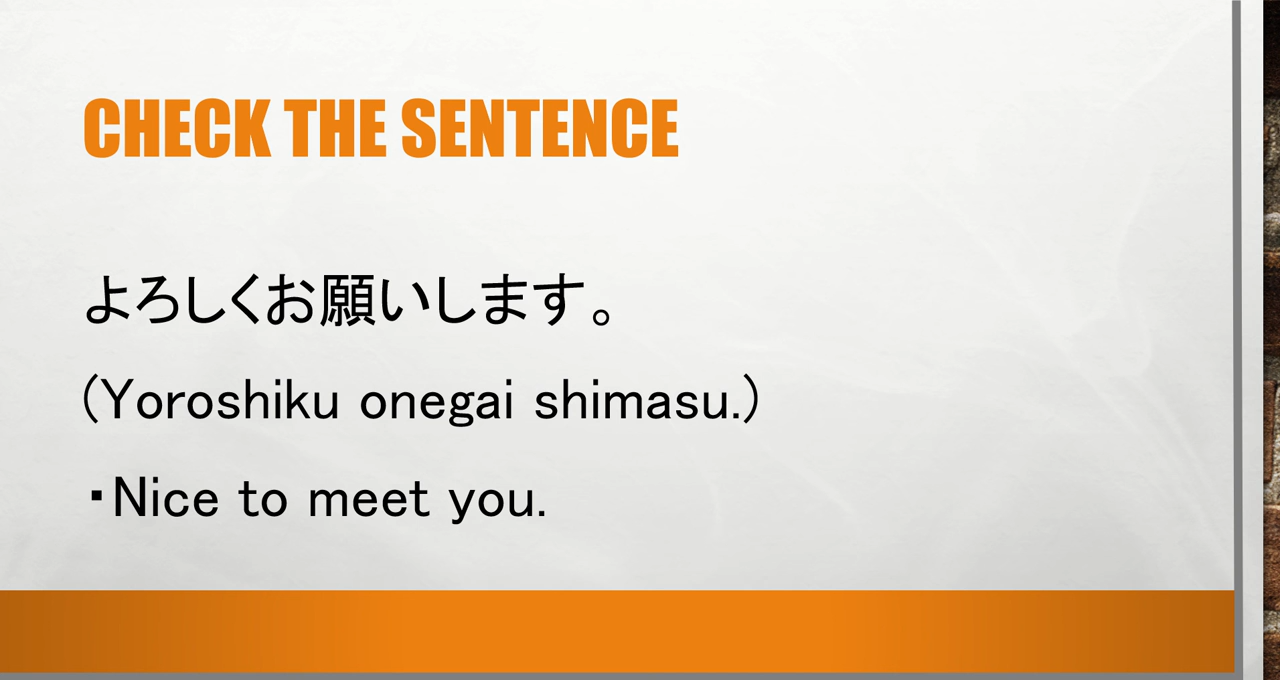 CHECK THE SENTENCE
よろしくお願いします。
(Yoroshiku onegai shimasu.)
・Nice to meet you.